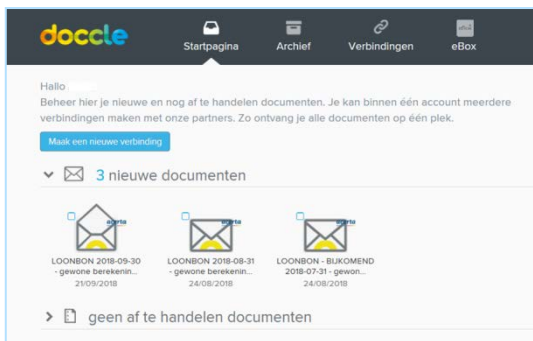 doccle
Startpagina Archief Verbindingen eBox
Hallo
Beheer hier je nieuwe en nog af te handelen documenten. Je kan binnen één account meerdere
verbindingen maken met onze partners. Zo ontvang je alle documenten op één plek.
Maak een nieuwe verbinding
3 nieuwe documenten
acerta acerta acerta
LOONBON 2018-09-30
- gewone berekenin...
21/09/2018
LOONBON 2018-08-31
- gewone berekenin...
24/08/2018
LOONBON - BIJKOMEND
2018-07-31 - gewon...
24/08/2018
geen af te handelen documenten